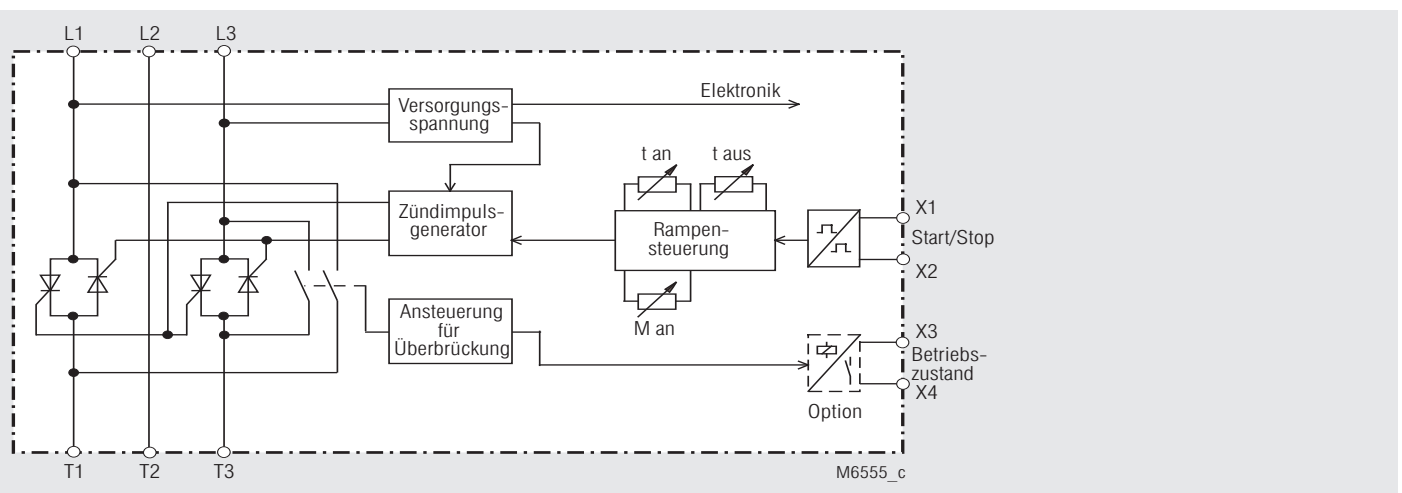 L1
L2
L3
Elektronik
Versorgungs-
spannung
t an
t aus
Zündimpuls-
generator
Rampen-
steuerung
X1
Start/Stop
X2
M an
Ansteuerung
für
Überbrückung
X3
Betriebs-
zustand
X4
Option
T1
T2
T3
M6555_c